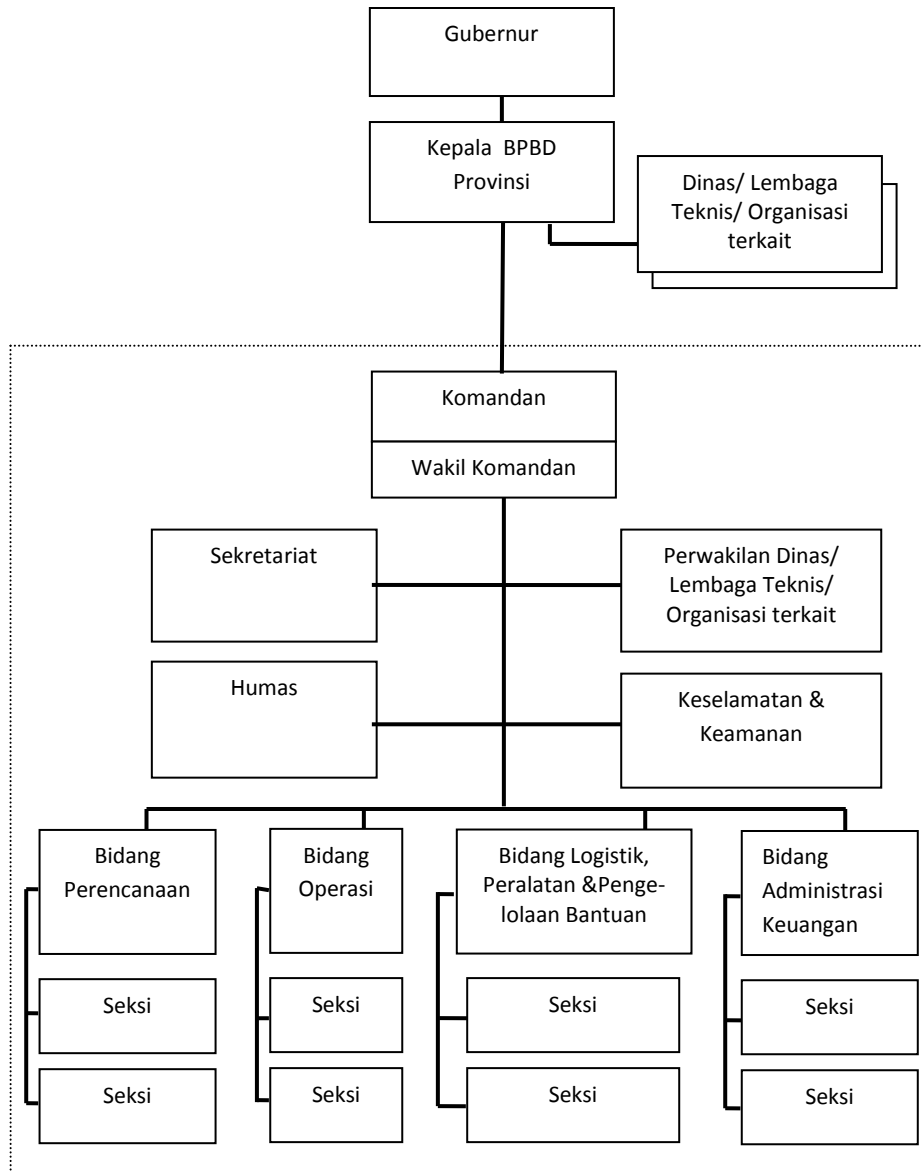 Gubernur
Kepala BPBD
Provinsi
Dinas/ Lembaga
Teknis/ Organisasi
terkait
Komandan
Wakil Komandan
Sekretariat
Perwakilan Dinas/
Lembaga Teknis/
Organisasi terkait
Humas
Keselamatan &
Keamanan
Bidang
Perencanaan
Bidang
Operasi
Bidang Logistik,
Peralatan &Penge-
lolaan Bantuan
Bidang
Administrasi
Keuangan
Seksi
Seksi
Seksi
Seksi
Seksi
Seksi
Seksi
Seksi